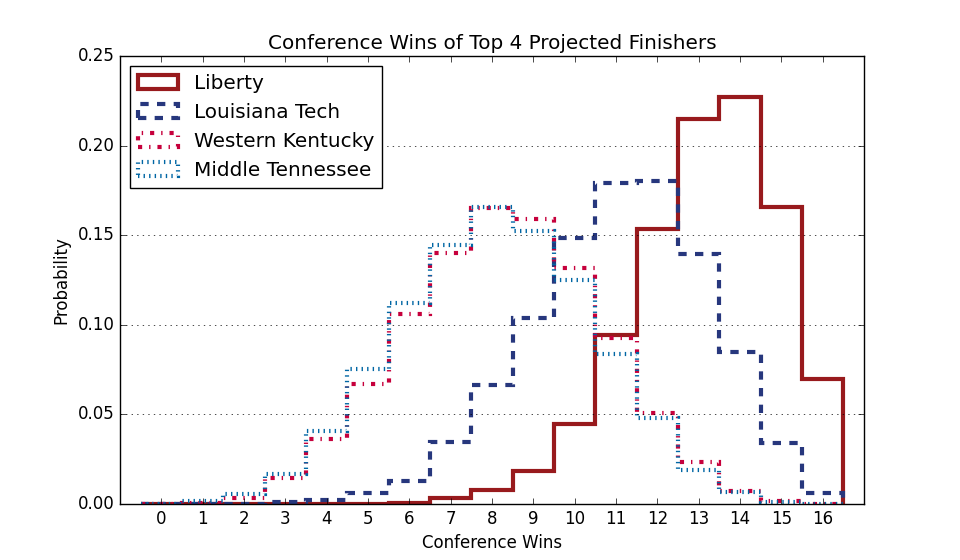 Conference Wins of Top 4 Projected Finishers
0.25
0.20
0.15
0.10
0.05
0.00
Probability
Liberty
Louisiana Tech
Western Kentucky
Middle Tennessee
0 1 2 3 4 5 6 7 8 9 10 11 12 13 14 15 16
Conference Wins